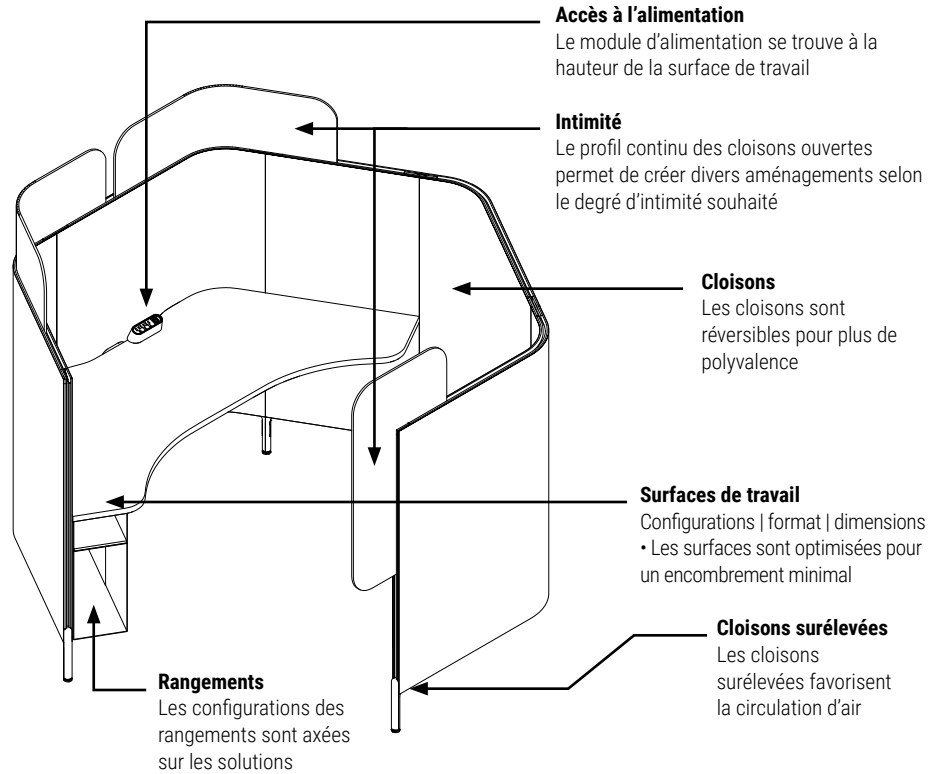 Accès à l’alimentation
Le module d’alimentation se trouve à la
hauteur de la surface de travail
Intimité
Le profil continu des cloisons ouvertes
permet de créer divers aménagements selon
le degré d’intimité souhaité
Cloisons
Les cloisons sont
réversibles pour plus de
polyvalence
Surfaces de travail
Configurations | format | dimensions
• Les surfaces sont optimisées pour
un encombrement minimal
Cloisons surélevées
Les cloisons
surélevées favorisent
la circulation d’air
Rangements
Les configurations des
rangements sont axées
sur les solutions